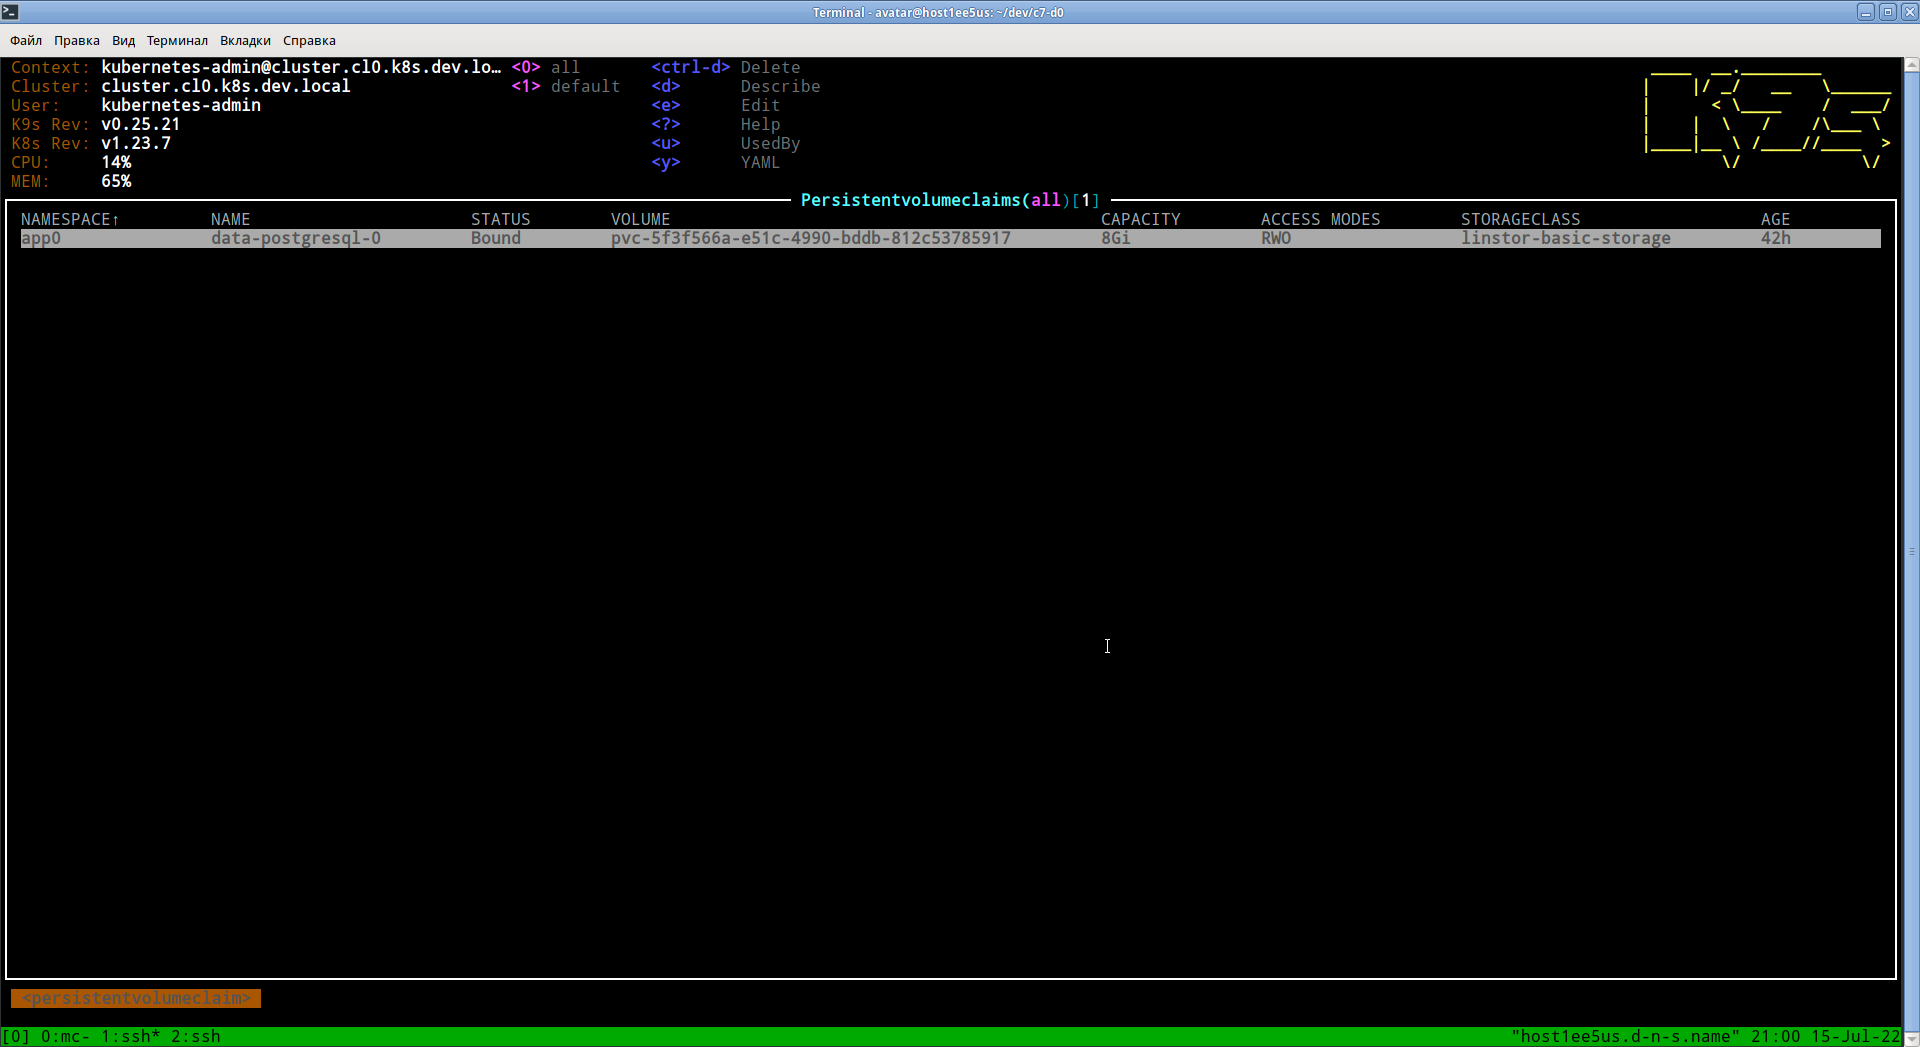 Terminal - avatar@host1ee5us: ~/dev/c7-d0
Файл Правка Вид Терминал Вкладки Справка
Context: kubernetes-admin@cluster.cl0.k8s.dev.lo… <0> all <ctrl-d> Delete
Cluster: cluster.cl0.k8s.dev.local <1> default <d> Describe
User: kubernetes-admin <e> Edit
K9s Rev: v0.25.21 <?> Help
K8s Rev: v1.23.7 <u> UsedBy
CPU: 14% <y> YAML
MEM: 65%
K9s
Persistentvolumeclaims(all)[1]
NAMESPACE↑ NAME STATUS VOLUME CAPACITY ACCESS MODES STORAGECLASS AGE
app0 data-postgresql-0 Bound pvc-5f3f566a-e51c-4990-bddb-812c53785917 8Gi RWO linstor-basic-storage 42h
<persistentvolumeclaim>
[0] 0:mc- 1:ssh* 2:ssh "host1ee5us.d-n-s.name" 21:00 15-Jul-22